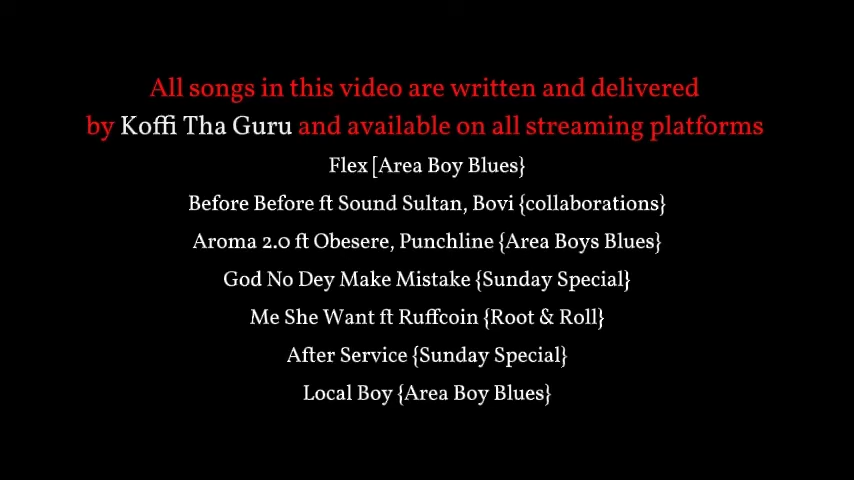 All songs in this video are written and delivered
by Koffi Tha Guru and available on all streaming platforms
Flex [Area Boy Blues}
Before Before ft Sound Sultan, Bovi {collaborations}
Aroma 2.0 ft Obesere, Punchline {Area Boys Blues}
God No Dey Make Mistake {Sunday Special}
Me She Want ft Ruffcoin {Root & Roll}
After Service {Sunday Special}
Local Boy {Area Boy Blues}